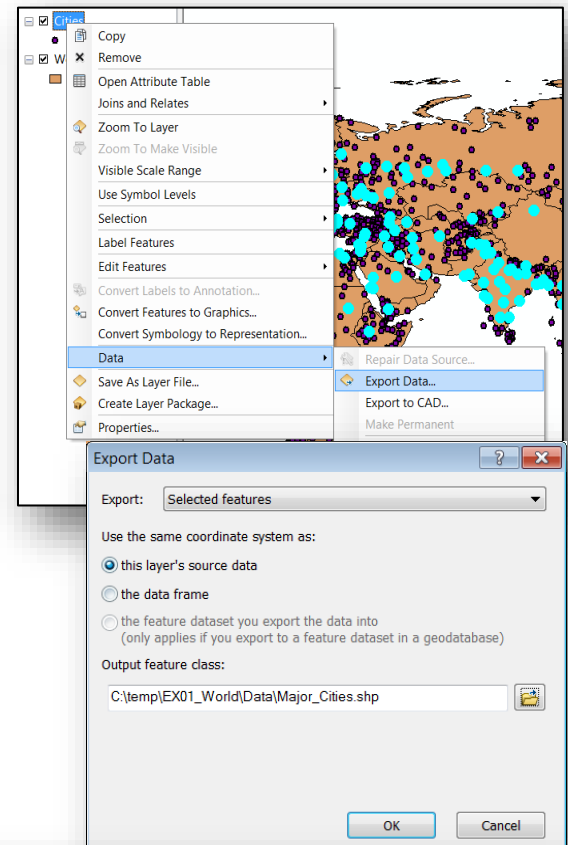 Cities
W
Copy
Remove
Open Attribute Table
Joins and Relates
Zoom To Layer
Zoom To Make Visible
Visible Scale Range
Use Symbol Levels
Selection
Label Features
Edit Features
Convert Labels to Annotation...
Convert Features to Graphics...
Convert Symbology to Representation...
Data
Save As Layer File...
Create Layer Package...
Properties...
Repair Data Source...
Export Data...
Export to CAD...
Make Permanent
Export Data
Export: Selected features
Use the same coordinate system as:
this layer's source data
the data frame
the feature dataset you export the data into
(only applies if you export to a feature dataset in a geodatabase)
Output feature class:
C:\temp\EX01_World\Data\Major_Cities.shp
OK Cancel